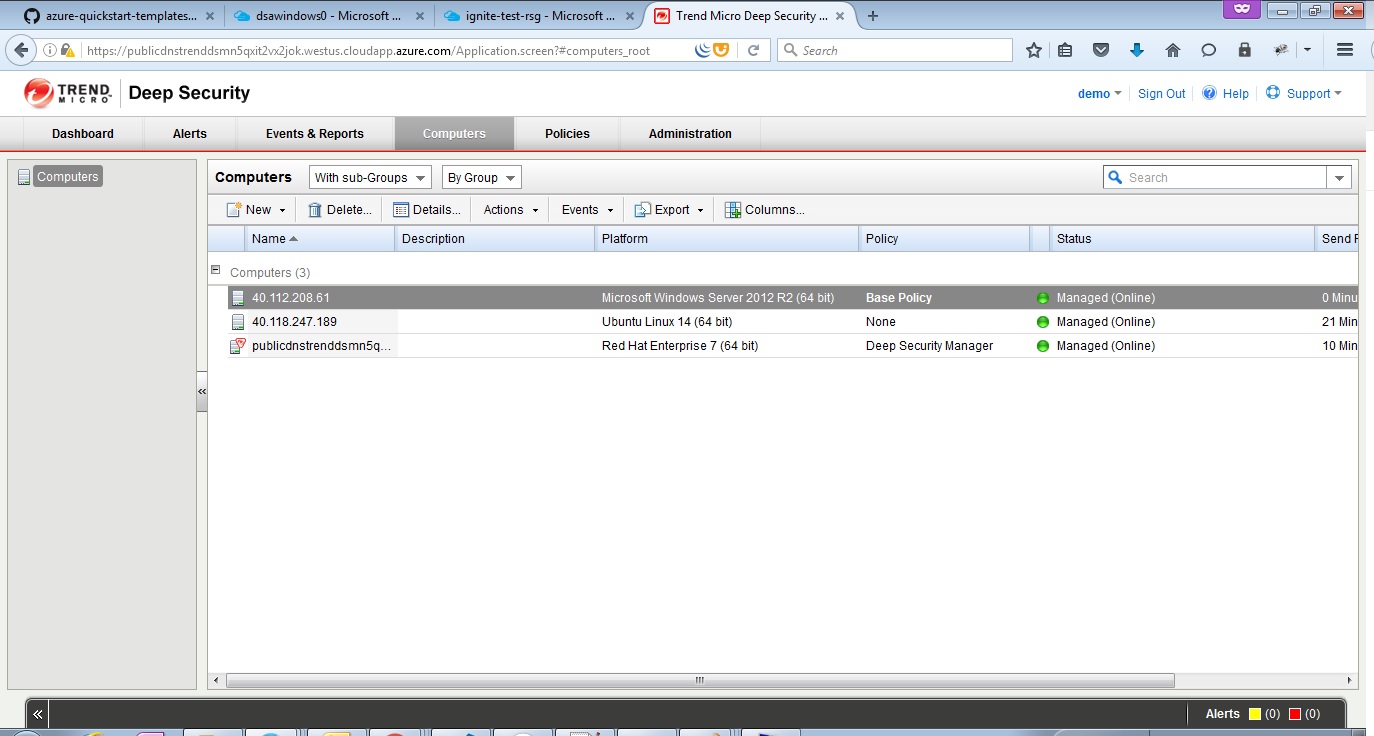 azure-quickstart-templates...
dsawindows0 - Microsoft ...
ignite-test-rsg - Microsoft ...
Trend Micro Deep Security ...
https://publicdnstrenddsmn5qxit2vx2jok.westus.cloudapp.azure.com/Application.screen?#computers_root
Search
TREND MICRO Deep Security
demo Sign Out Help Support
Dashboard Alerts Events & Reports Computers Policies Administration
Computers
Computers With sub-Groups By Group Search
New Delete... Details... Actions Events Export Columns...
Name Description Platform Policy Status Send
Computers (3)
40.112.208.61 Microsoft Windows Server 2012 R2 (64 bit) Base Policy Managed (Online) 0 Minu
40.118.247.189 Ubuntu Linux 14 (64 bit) None Managed (Online) 21 Min
publicdnstrenddsmn5q... Red Hat Enterprise 7 (64 bit) Deep Security Manager Managed (Online) 10 Min
Alerts (0) (0)